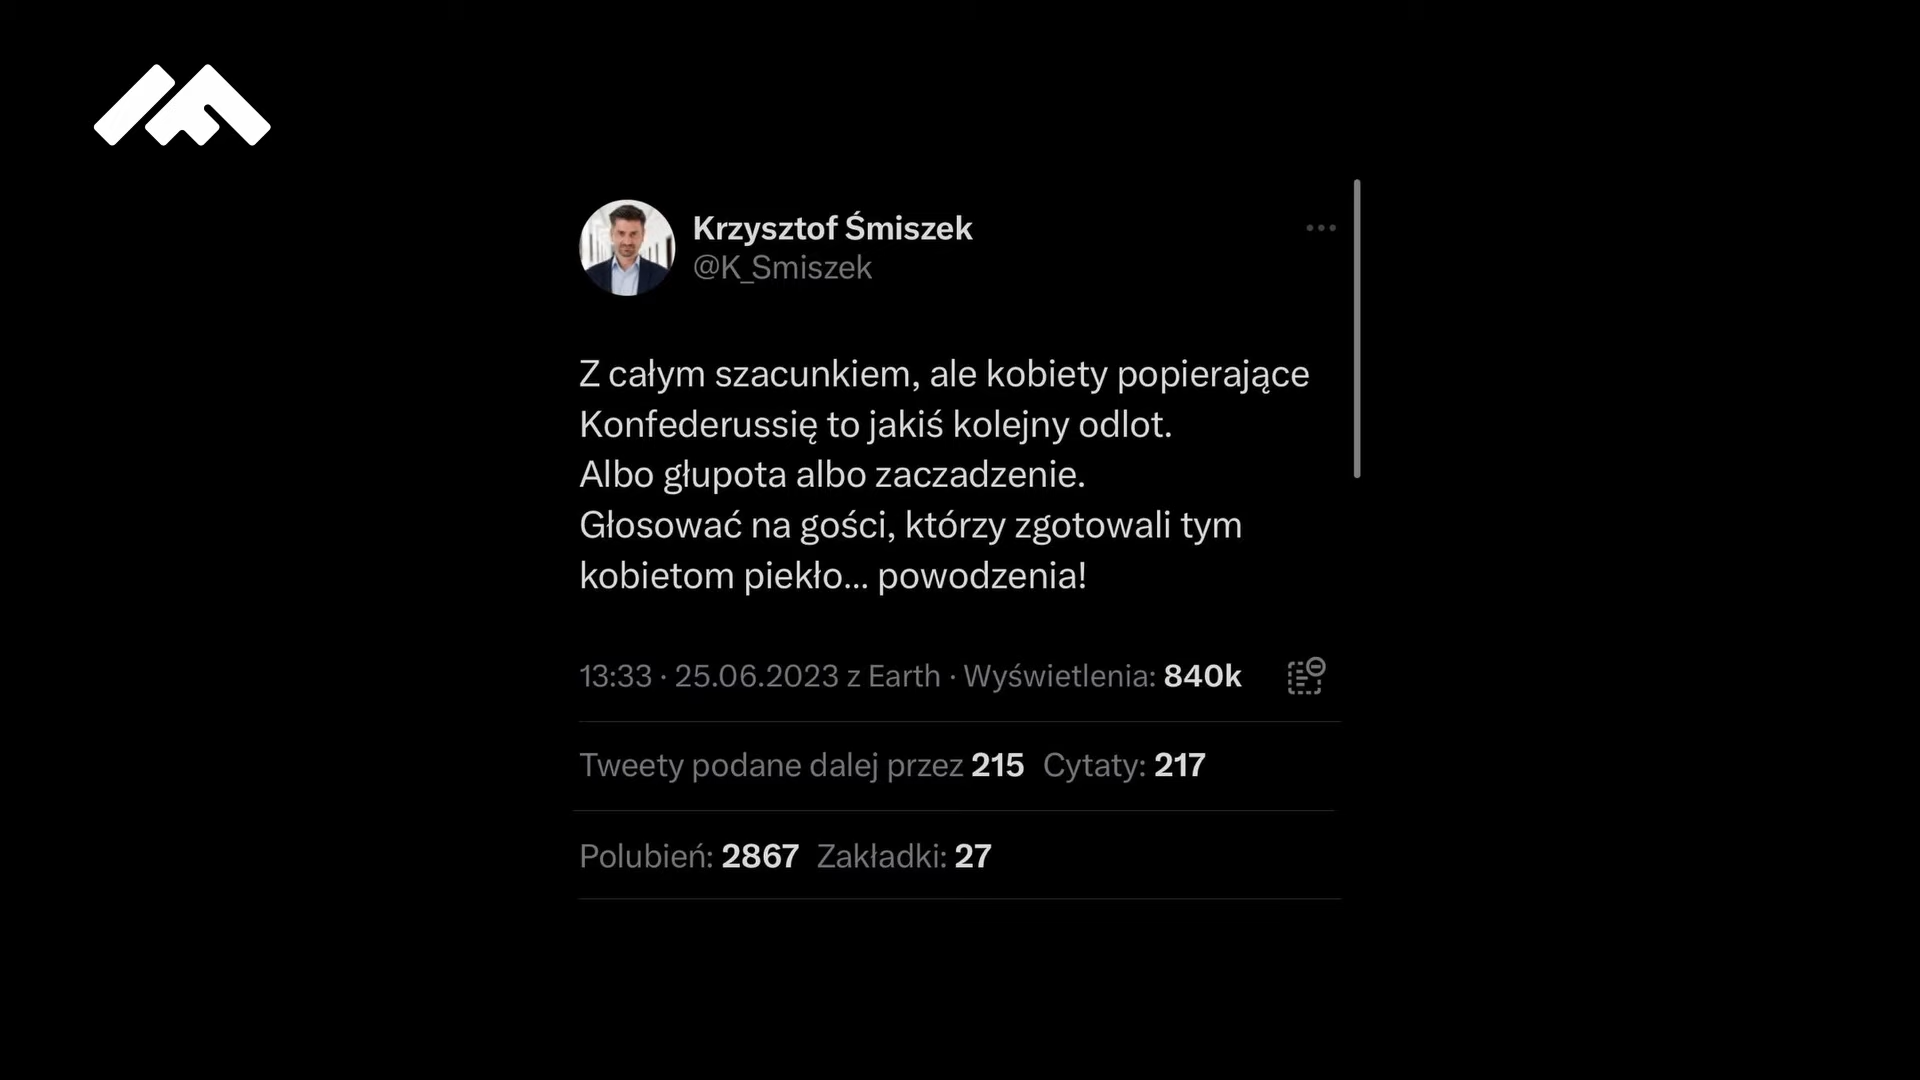 Krzysztof Śmiszek
@K_Smiszek
Z całym szacunkiem, ale kobiety popierające
Konfederussię to jakiś kolejny odlot.
Albo głupota albo zaczadzenie.
Głosować na gości, którzy zgotowali tym
kobietom piekło... powodzenia!
13:33 · 25.06.2023 z Earth · Wyświetlenia: 840k
Tweety podane dalej przez 215 Cytaty: 217
Polubień: 2867 Zakładki: 27